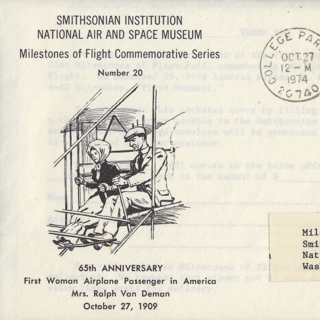 SMITHSONIAN INSTITUTION
NATIONAL AIR AND SPACE MUSEUM
Milestones of Flight Commemorative Series
Number 20
COLLEGE PAR
OCT 27
12 - M
1974
20740
65th ANNIVERSARY
First Woman Airplane Passenger in America
Mrs. Ralph Van Deman
October 27, 1909
Mil
Smi
Nat
Was